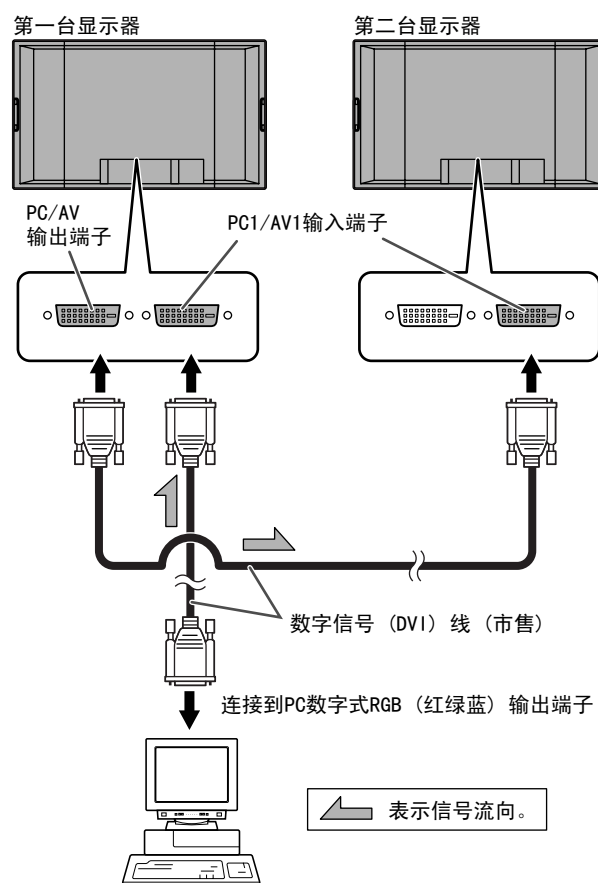 第一台显示器
第二台显示器
PC/AV
输出端子
PC1/AV1输入端子
数字信号（DVI）线（市售）
连接到PC数字式RGB（红绿蓝）输出端子
表示信号流向。